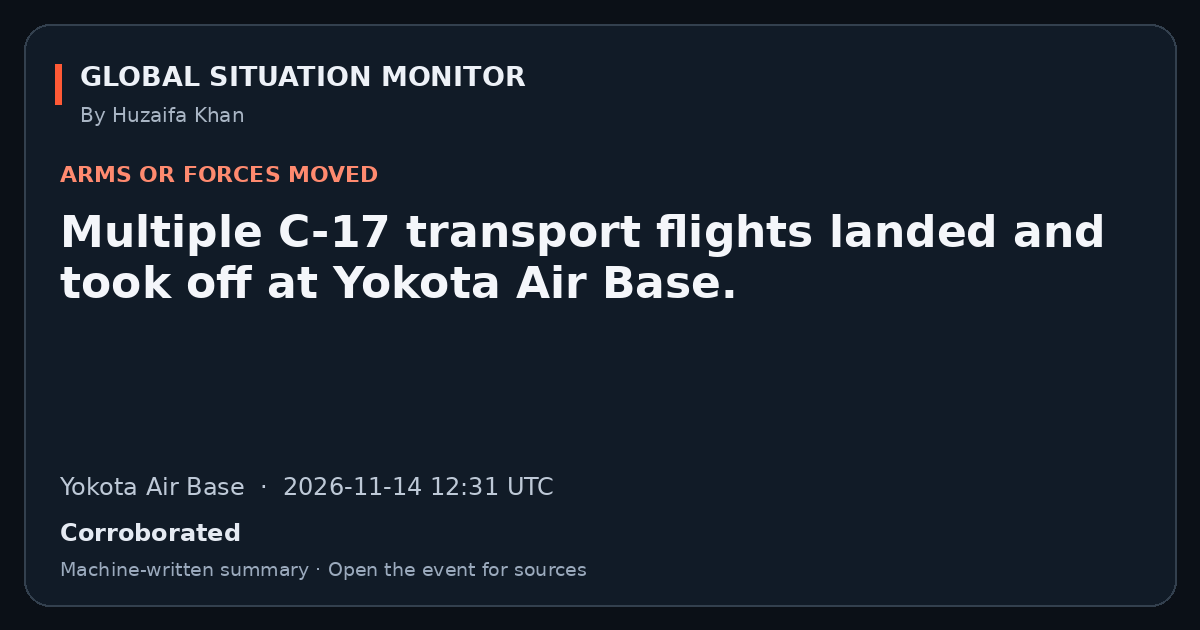 GLOBAL SITUATION MONITOR
By Huzaifa Khan
ARMS OR FORCES MOVED
Multiple C-17 transport flights landed and
took off at Yokota Air Base.
Yokota Air Base · 2026-11-14 12:31 UTC
Corroborated
Machine-written summary · Open the event for sources